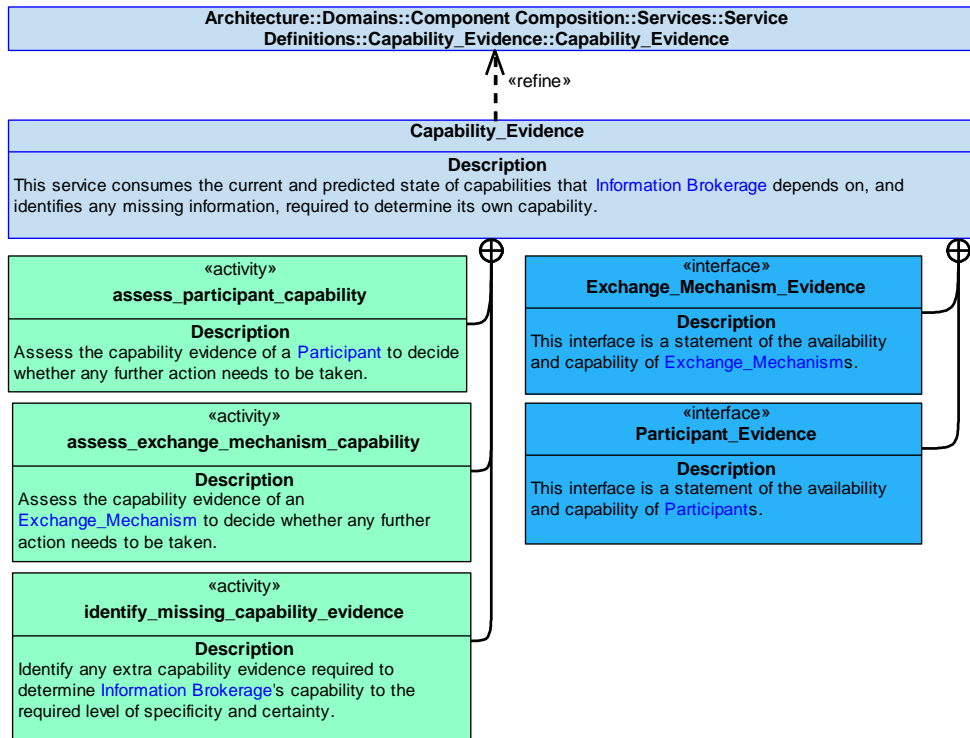 Architecture::Domains::Component Composition::Services::Service
Definitions::Capability_Evidence::Capability_Evidence
«refine»
Capability_Evidence
Description
This service consumes the current and predicted state of capabilities that Information Brokerage depends on, and
identifies any missing information, required to determine its own capability.
«activity»
assess_participant_capability
Description
Assess the capability evidence of a Participant to decide
whether any further action needs to be taken.
«activity»
assess_exchange_mechanism_capability
Description
Assess the capability evidence of an
Exchange_Mechanism to decide whether any further
action needs to be taken.
«activity»
identify_missing_capability_evidence
Description
Identify any extra capability evidence required to
determine Information Brokerage's capability to the
required level of specificity and certainty.
«interface»
Exchange_Mechanism_Evidence
Description
This interface is a statement of the availability
and capability of Exchange_Mechanisms.
«interface»
Participant_Evidence
Description
This interface is a statement of the availability
and capability of Participants.